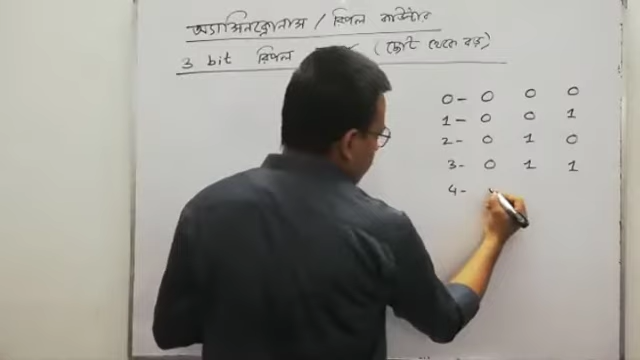 অ্যাসিনক্রোনাস / রিপল কাউন্টার
3 bit রিপল (ছোট থেকে বড়)
0 - 0 0 0
1 - 0 0 1
2 - 0 1 0
3 - 0 1 1
4 -